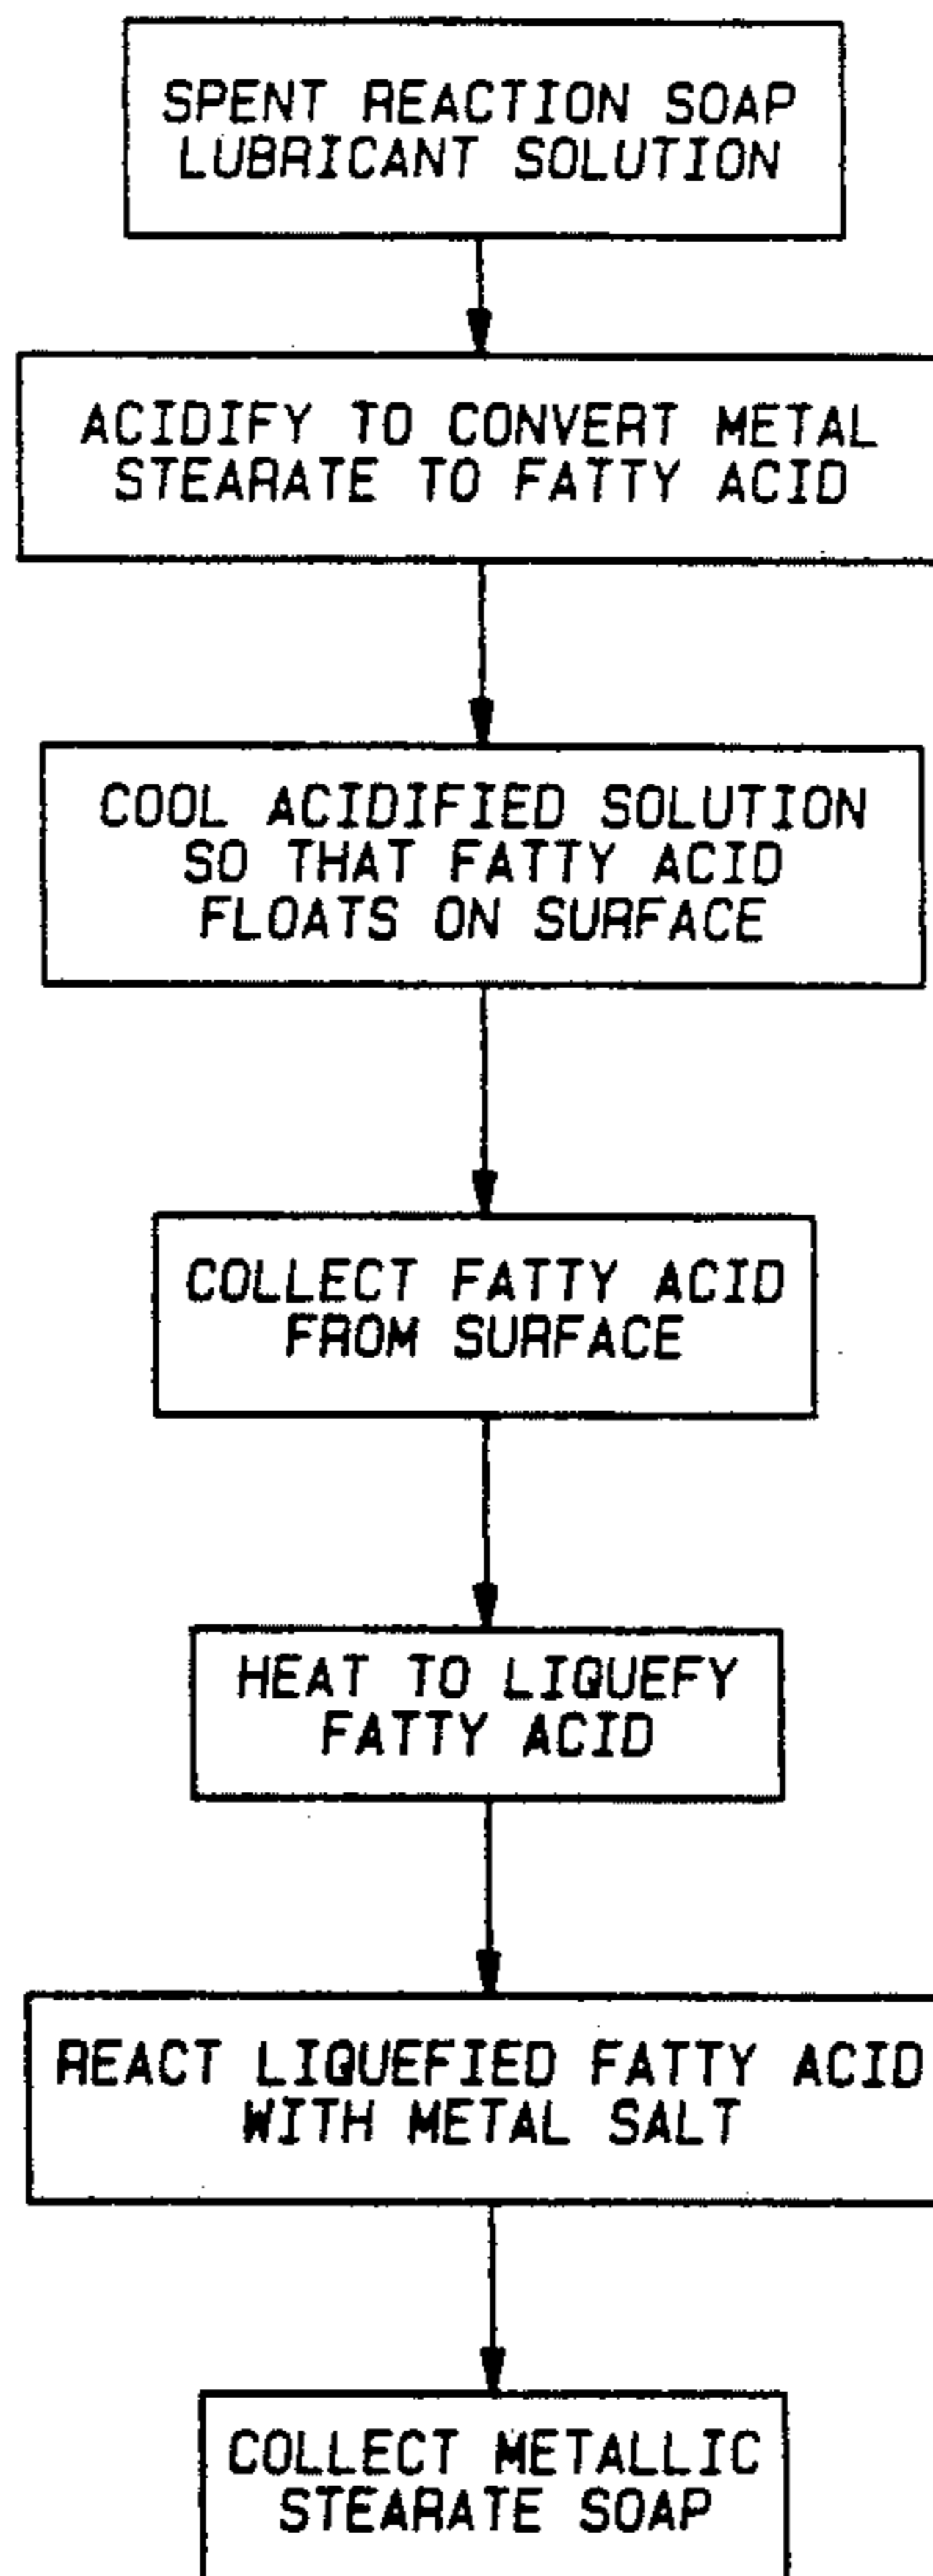 SPENT REACTION SOAP
LUBRICANT SOLUTION
ACIDIFY TO CONVERT METAL
STEARATE TO FATTY ACID
COOL ACIDIFIED SOLUTION
SO THAT FATTY ACID
FLOATS ON SURFACE
COLLECT FATTY ACID
FROM SURFACE
HEAT TO LIQUEFY
FATTY ACID
REACT LIQUEFIED FATTY ACID
WITH METAL SALT
COLLECT METALLIC
STEARATE SOAP